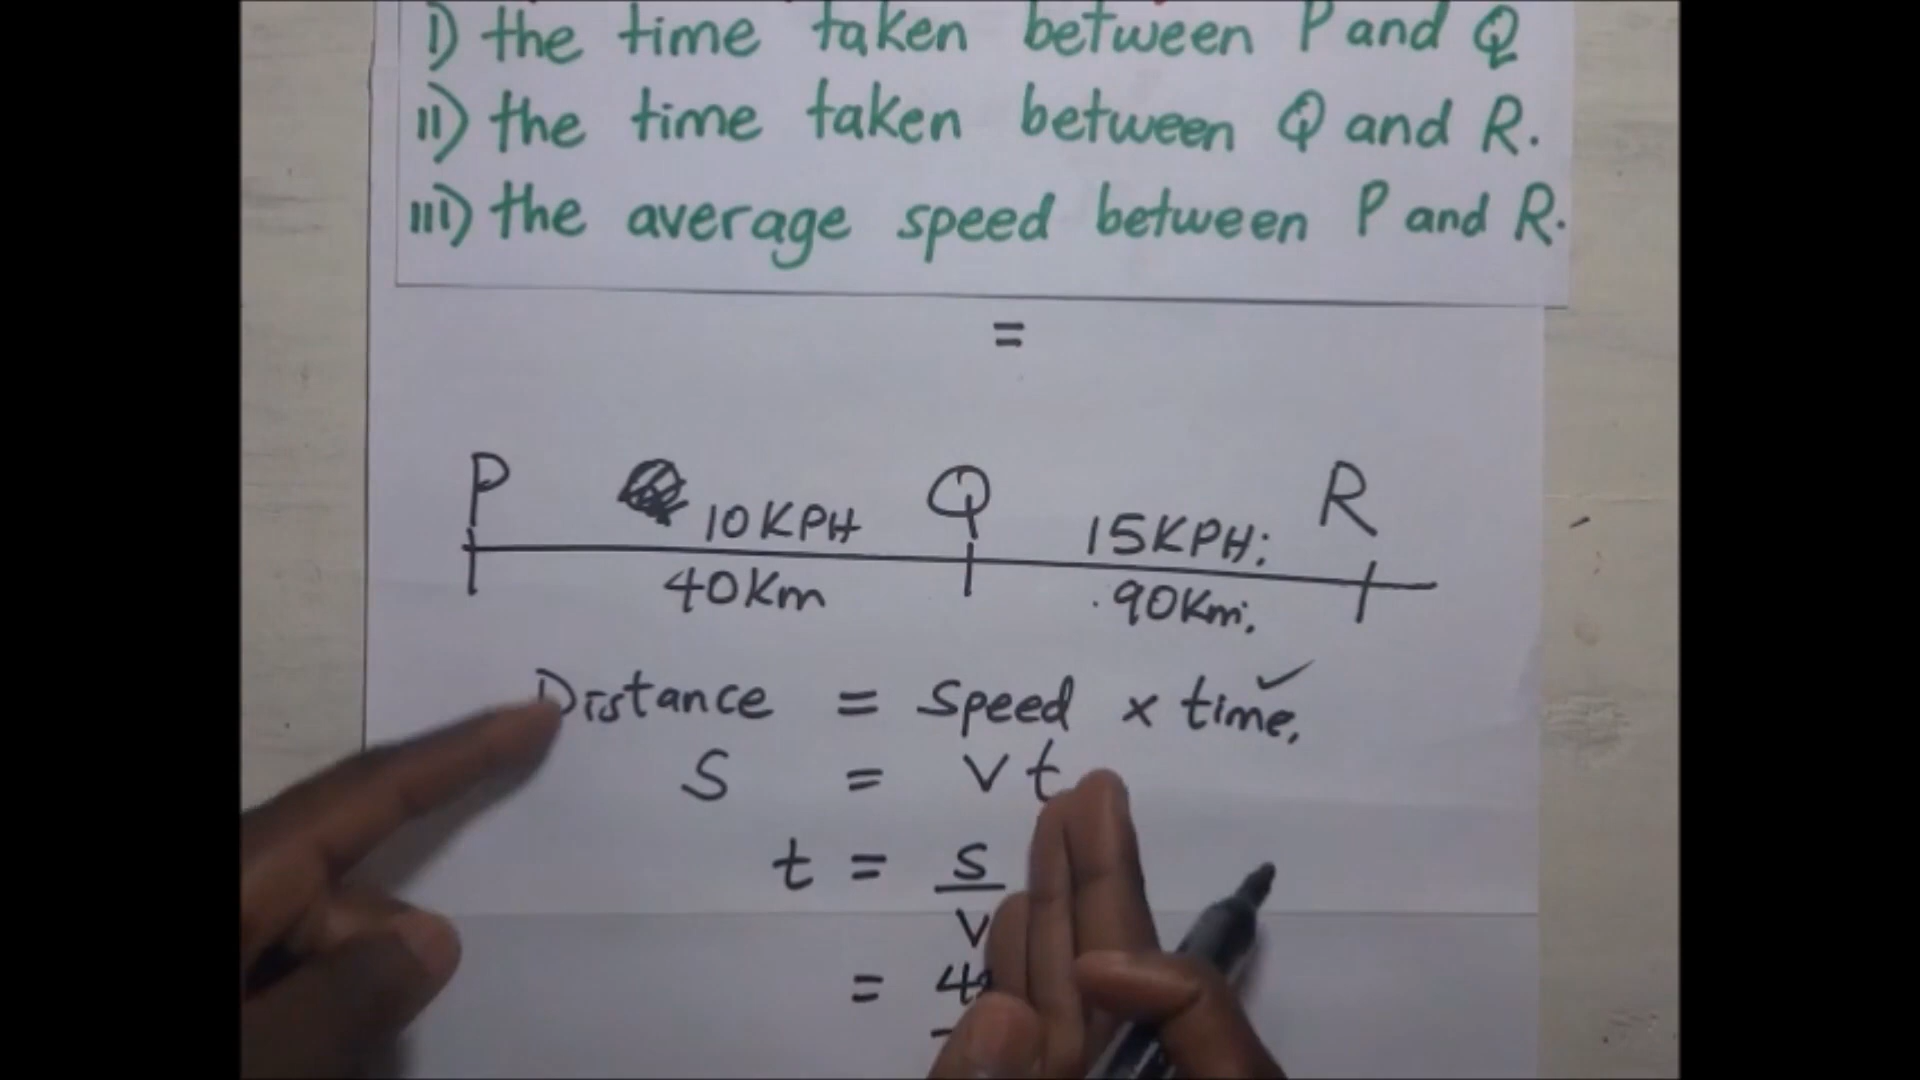 I) the time taken between P and Q
II) the time taken between Q and R.
III) the average speed between P and R.
=
P 10KPH Q 15KPH: R
40Km 90Km.
Distance = Speed x time.
S = vt
t = s
v
=